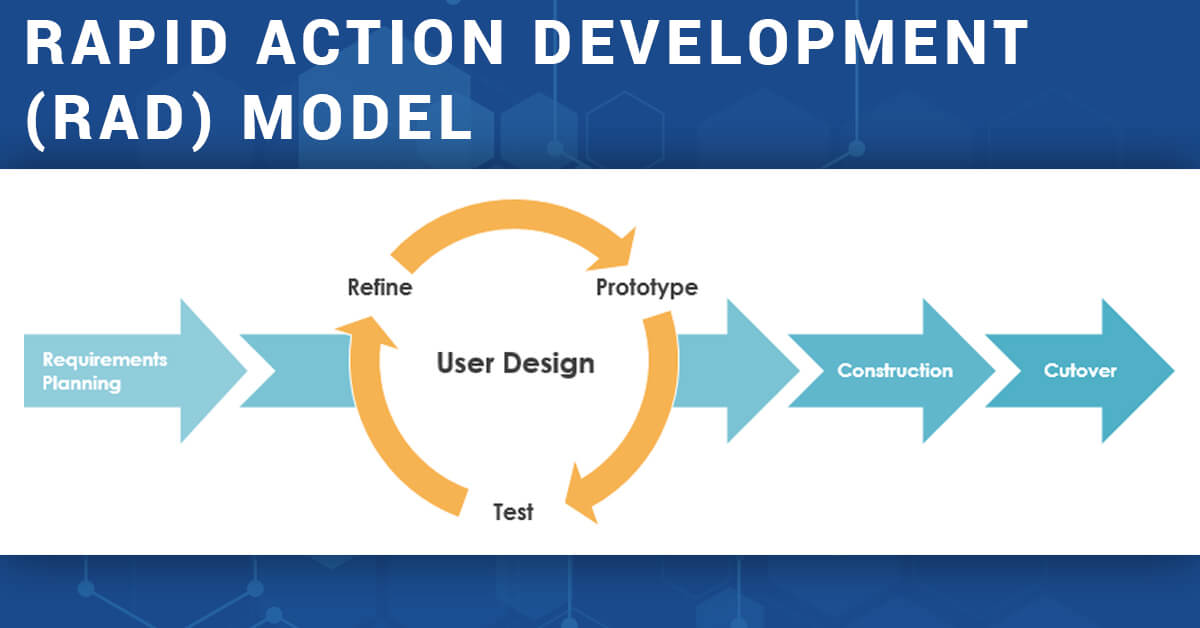 RAPID ACTION DEVELOPMENT
(RAD) MODEL
Refine
Prototype
Requirements
Planning
User Design
Construction
Cutover
Test